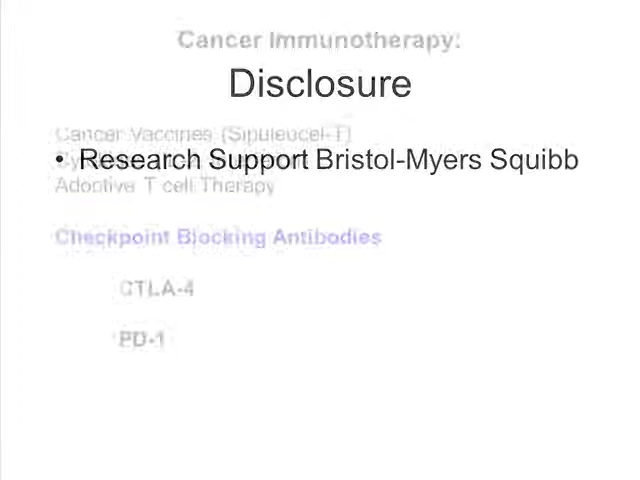 Cancer Immunotherapy:
Disclosure
Cancer Vaccines (Sipuleucel-T)
• Research Support Bristol-Myers Squibb
Adoptive T cell Therapy
Checkpoint Blocking Antibodies
CTLA-4
PD-1